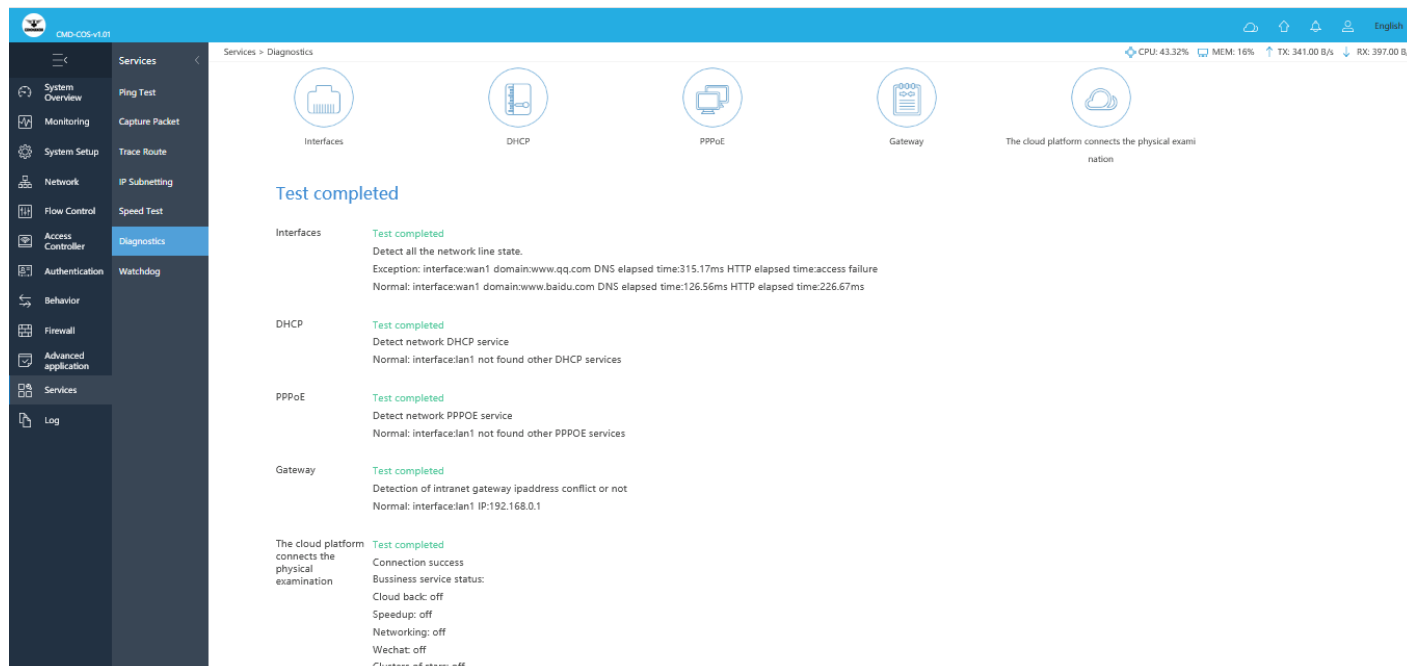 CMD-COS-v1.01
English
Services
Services > Diagnostics
CPU: 43.32% MEM: 16% TX: 341.00 B/s RX: 397.00 B/
System
Overview
Monitoring
System Setup
Network
Flow Control
Access
Controller
Authentication
Behavior
Firewall
Advanced
application
Services
Log
Ping Test
Capture Packet
Trace Route
IP Subnetting
Speed Test
Diagnostics
Watchdog
Interfaces
DHCP
PPPoE
Gateway
The cloud platform connects the physical exami
nation
Test completed
Interfaces
Test completed
Detect all the network line state.
Exception: interface:wan1 domain:www.qq.com DNS elapsed time:315.17ms HTTP elapsed time:access failure
Normal: interface:wan1 domain:www.baidu.com DNS elapsed time:126.56ms HTTP elapsed time:226.67ms
DHCP
Test completed
Detect network DHCP service
Normal: interface:lan1 not found other DHCP services
PPPoE
Test completed
Detect network PPPOE service
Normal: interface:lan1 not found other PPPOE services
Gateway
Test completed
Detection of intranet gateway ipaddress conflict or not
Normal: interface:lan1 IP:192.168.0.1
The cloud platform
connects the
physical
examination
Test completed
Connection success
Bussiness service status:
Cloud back: off
Speedup: off
Networking: off
Wechat: off
Clusters of stars: off